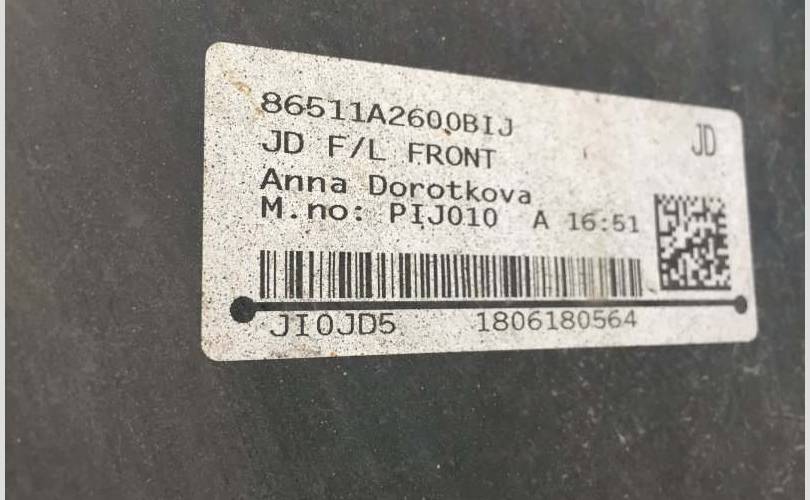 86511A2600BIJ
JD
JD F/L FRONT
Anna Dorotkova
M.no: PIJ010 A 16:51
JI0JD5 1806180564